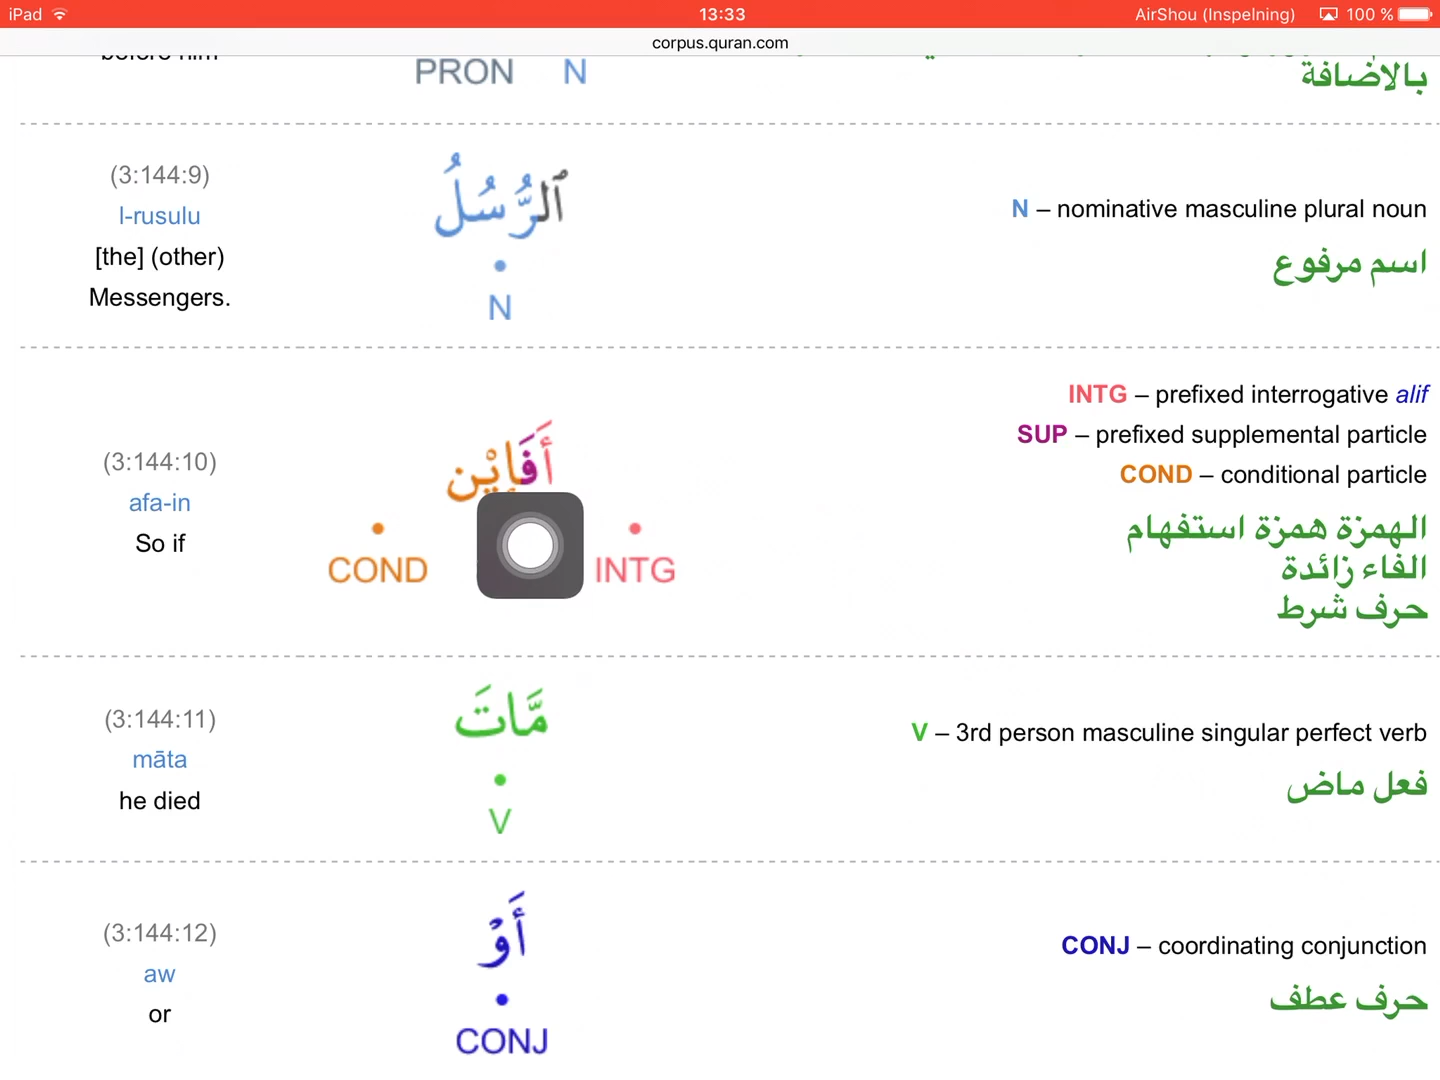 iPad 13:33 AirShou (Inspelning) 100 %
corpus.quran.com
before him
PRON N
بالاضافة
(3:144:9)
l-rusulu
[the] (other)
Messengers.
ٱلرُّسُلُ
N
N – nominative masculine plural noun
اسم مرفوع
(3:144:10)
afa-in
So if
أَفَإِي۟ن
COND INTG
INTG – prefixed interrogative alif
SUP – prefixed supplemental particle
COND – conditional particle
الهمزة همزة استفهام
الفاء زائدة
حرف شرط
(3:144:11)
māta
he died
مَّاتَ
V
V – 3rd person masculine singular perfect verb
فعل ماض
(3:144:12)
aw
or
أَوْ
CONJ
CONJ – coordinating conjunction
حرف عطف